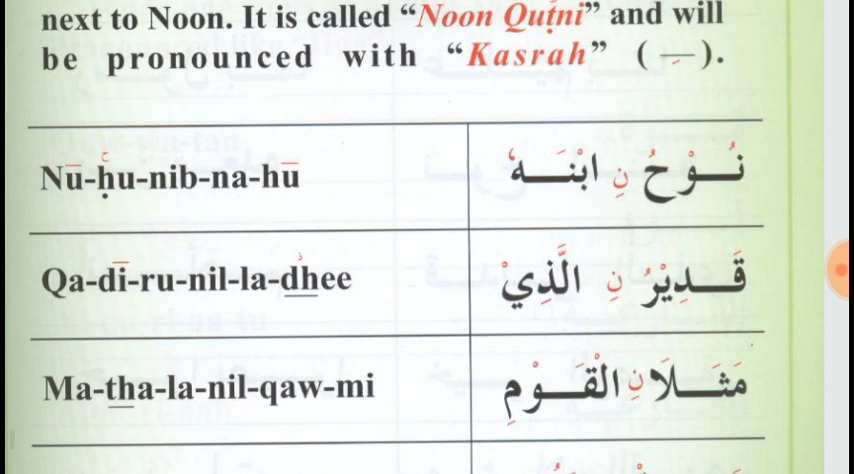 next to Noon. It is called “Noon Quṭni” and will
be pronounced with “Kasrah” ( —ِ ).
Nū-ḥu-nib-na-hū نُوْحُ نِ ابْنَهٗ
Qa-dī-ru-nil-la-dhee قَدِيْرُ نِ الَّذِيْ
Ma-tha-la-nil-qaw-mi مَثَلَا نِ الْقَوْمِ